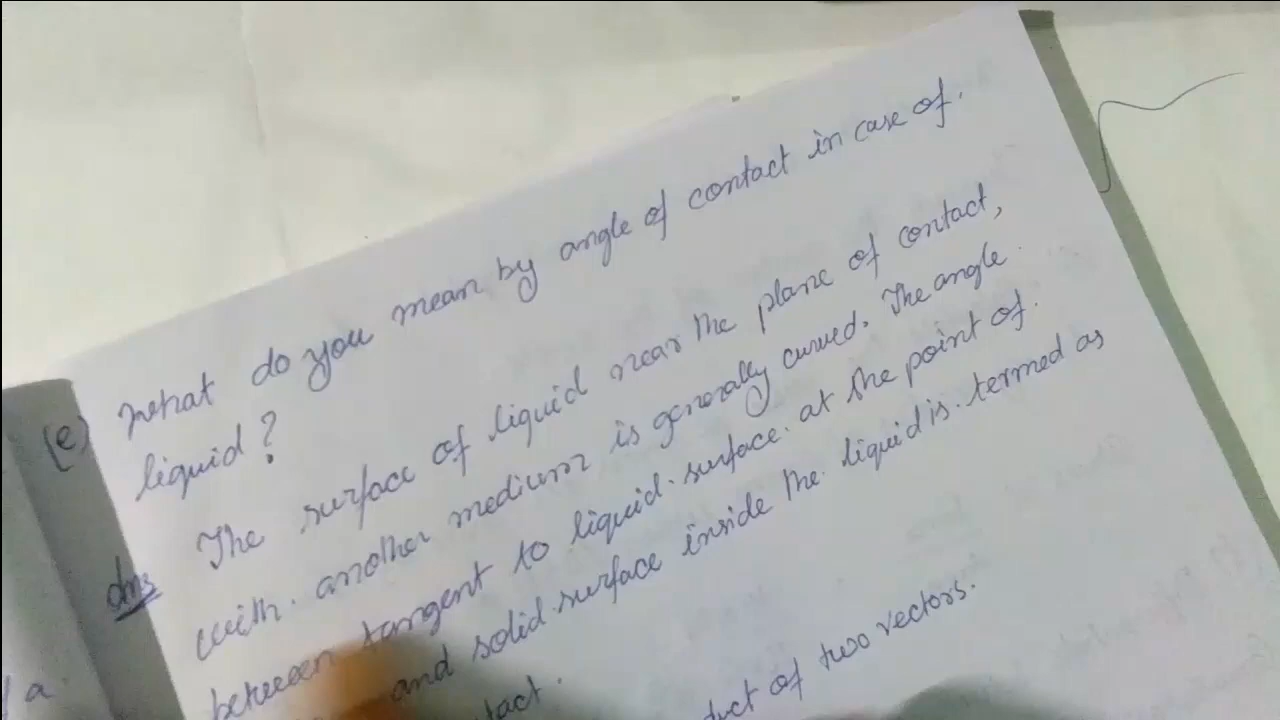 (e) What do you mean by angle of contact in case of.
liquid?
Ans The surface of liquid near the plane of contact,
with. another medium is generally curved. The angle.
between tangent to liquid. surface. at the point of.
and solid surface inside the liquid is. termed as
of two vectors.